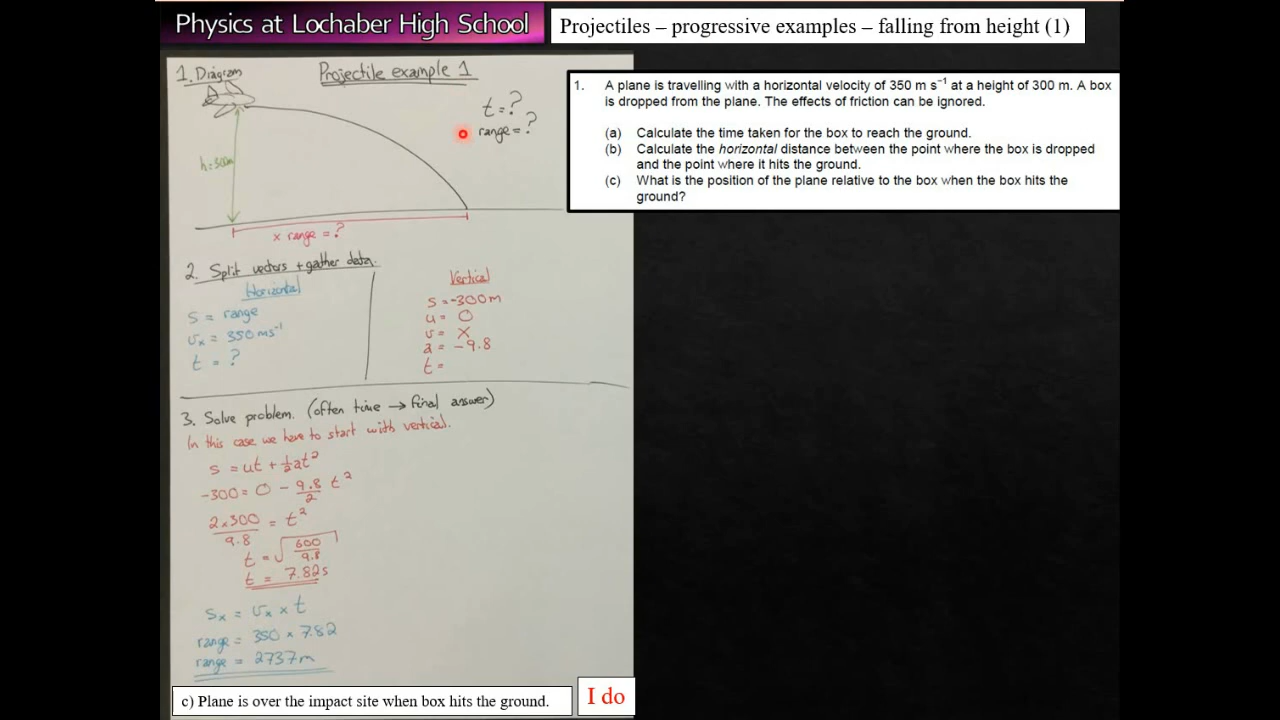 Physics at Lochaber High School
Projectiles – progressive examples – falling from height (1)
1. Diagram
Projectile example 1
t = ?
range = ?
h = 300m
x range = ?
1. A plane is travelling with a horizontal velocity of 350 m s⁻¹ at a height of 300 m. A box
is dropped from the plane. The effects of friction can be ignored.
(a) Calculate the time taken for the box to reach the ground.
(b) Calculate the horizontal distance between the point where the box is dropped
and the point where it hits the ground.
(c) What is the position of the plane relative to the box when the box hits the
ground?
2. Split vectors + gather data.
Horizontal
s = range
vₓ = 350 ms⁻¹
t = ?
Vertical
s = -300m
u = 0
v = X
a = -9.8
t =
3. Solve problem. (often time → final answer)
In this case we have to start with vertical.
s = ut + ½at²
-300 = 0 - 9.8/2 t²
2×300/9.8 = t²
t = √600/9.8
t = 7.82s
sₓ = vₓ × t
range = 350 × 7.82
range = 2737m
c) Plane is over the impact site when box hits the ground.
I do